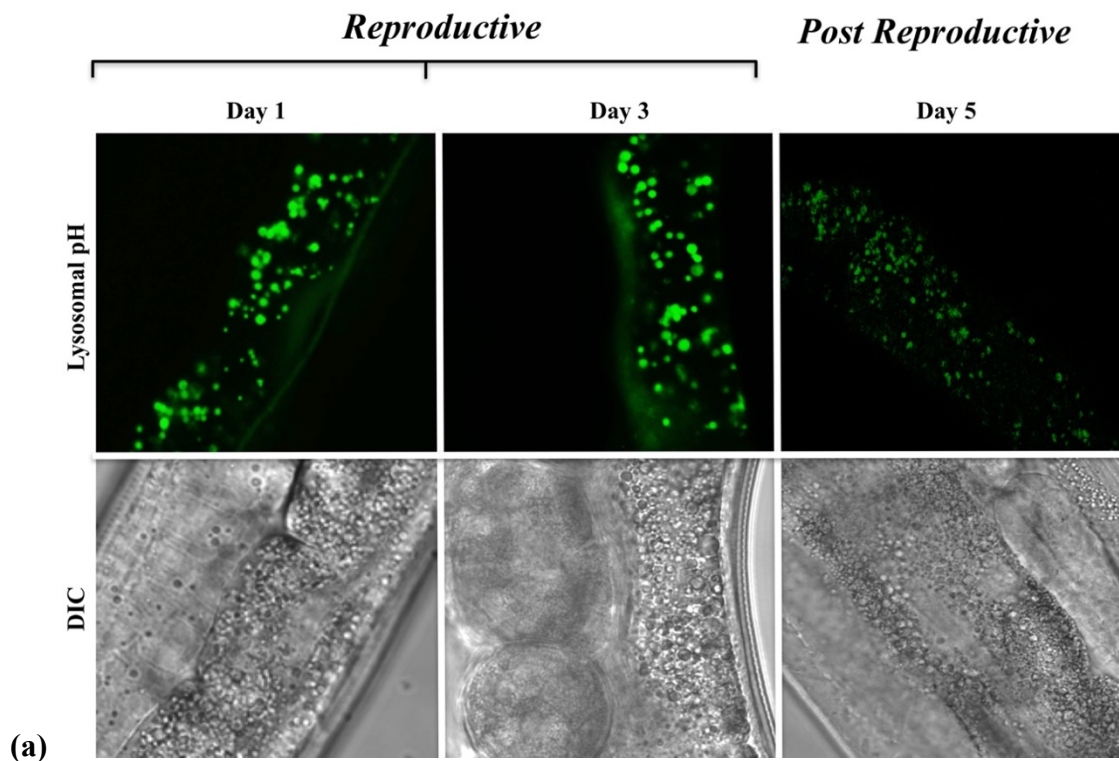 Reproductive Post Reproductive
Day 1 Day 3 Day 5
Lysosomal pH
DIC
(a)